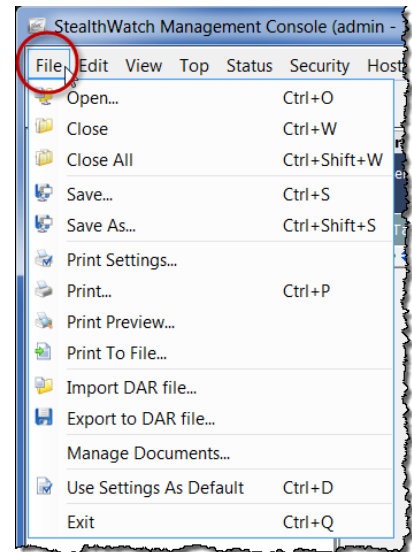 StealthWatch Management Console (admin -
File Edit View Top Status Security Host
Open... Ctrl+O
Close Ctrl+W
Close All Ctrl+Shift+W
Save... Ctrl+S
Save As... Ctrl+Shift+S
Print Settings...
Print... Ctrl+P
Print Preview...
Print To File...
Import DAR file...
Export to DAR file...
Manage Documents...
Use Settings As Default Ctrl+D
Exit Ctrl+Q